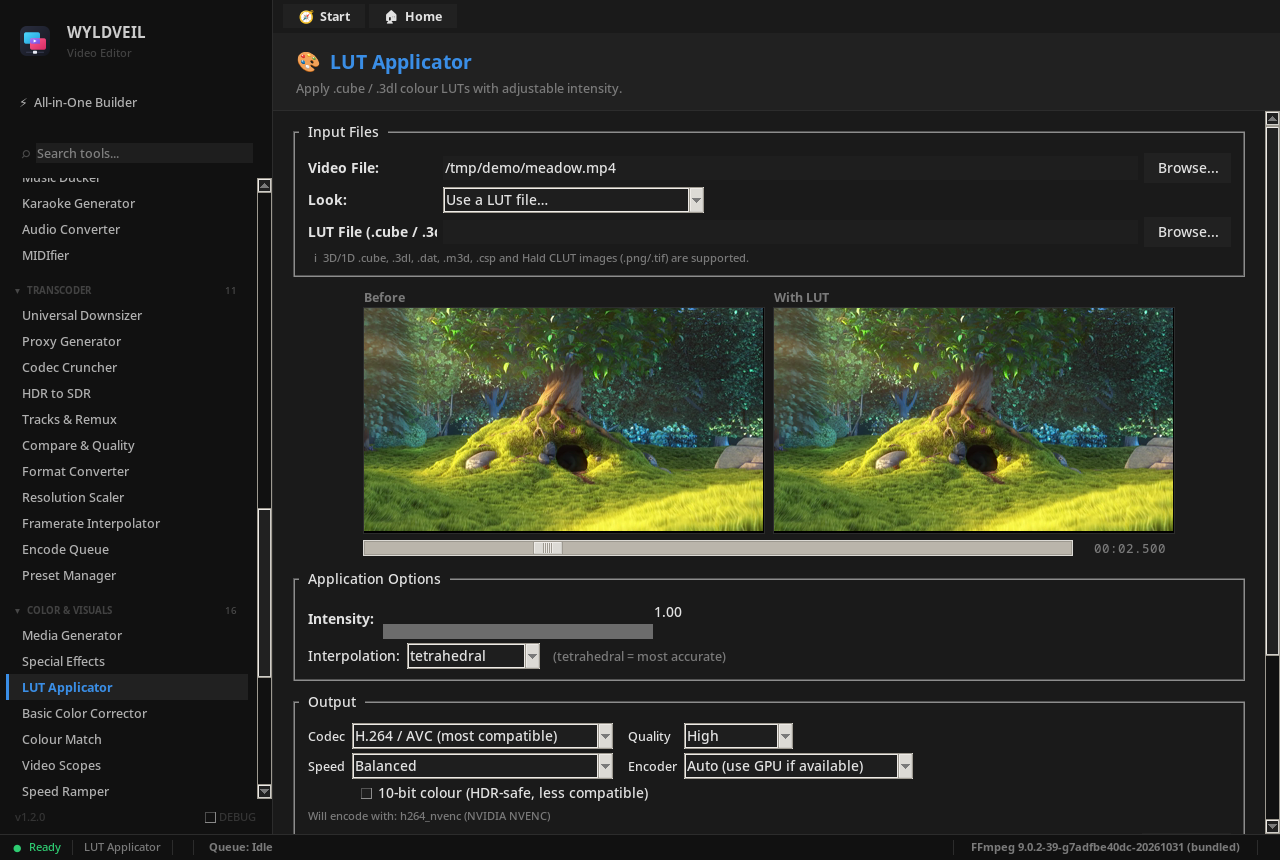 WYLDVEIL
Video Editor
⚡ All-in-One Builder
Search tools...
Music Ducker
Karaoke Generator
Audio Converter
MIDIfier
▾ TRANSCODER 11
Universal Downsizer
Proxy Generator
Codec Cruncher
HDR to SDR
Tracks & Remux
Compare & Quality
Format Converter
Resolution Scaler
Framerate Interpolator
Encode Queue
Preset Manager
▾ COLOR & VISUALS 16
Media Generator
Special Effects
LUT Applicator
Basic Color Corrector
Colour Match
Video Scopes
Speed Ramper
v1.2.0 DEBUG
Start Home
LUT Applicator
Apply .cube / .3dl colour LUTs with adjustable intensity.
Input Files
Video File: /tmp/demo/meadow.mp4 Browse...
Look: Use a LUT file...
LUT File (.cube / .3d Browse...
i 3D/1D .cube, .3dl, .dat, .m3d, .csp and Hald CLUT images (.png/.tif) are supported.
Before With LUT
00:02.500
Application Options
Intensity: 1.00
Interpolation: tetrahedral (tetrahedral = most accurate)
Output
Codec H.264 / AVC (most compatible) Quality High
Speed Balanced Encoder Auto (use GPU if available)
10-bit colour (HDR-safe, less compatible)
Will encode with: h264_nvenc (NVIDIA NVENC)
● Ready LUT Applicator Queue: Idle FFmpeg 9.0.2-39-g7adfbe40dc-20261031 (bundled)